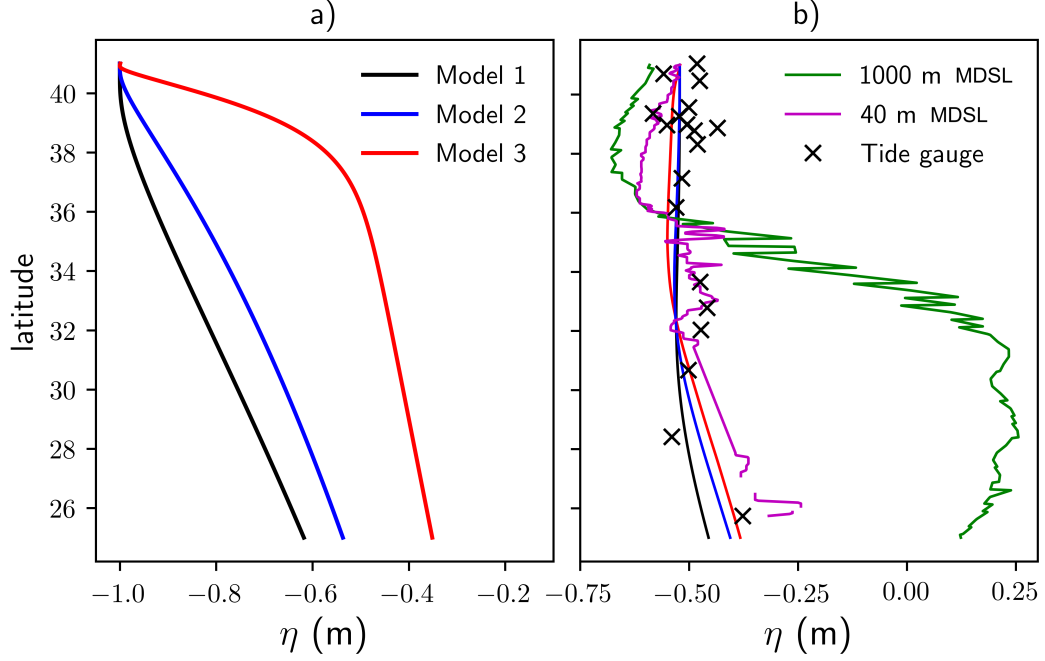 a)
Model 1
Model 2
Model 3
latitude
40
38
36
34
32
30
28
26
−1.0 −0.8 −0.6 −0.4 −0.2
η (m)
b)
1000 m MDSL
40 m MDSL
Tide gauge
−0.75 −0.50 −0.25 0.00 0.25
η (m)